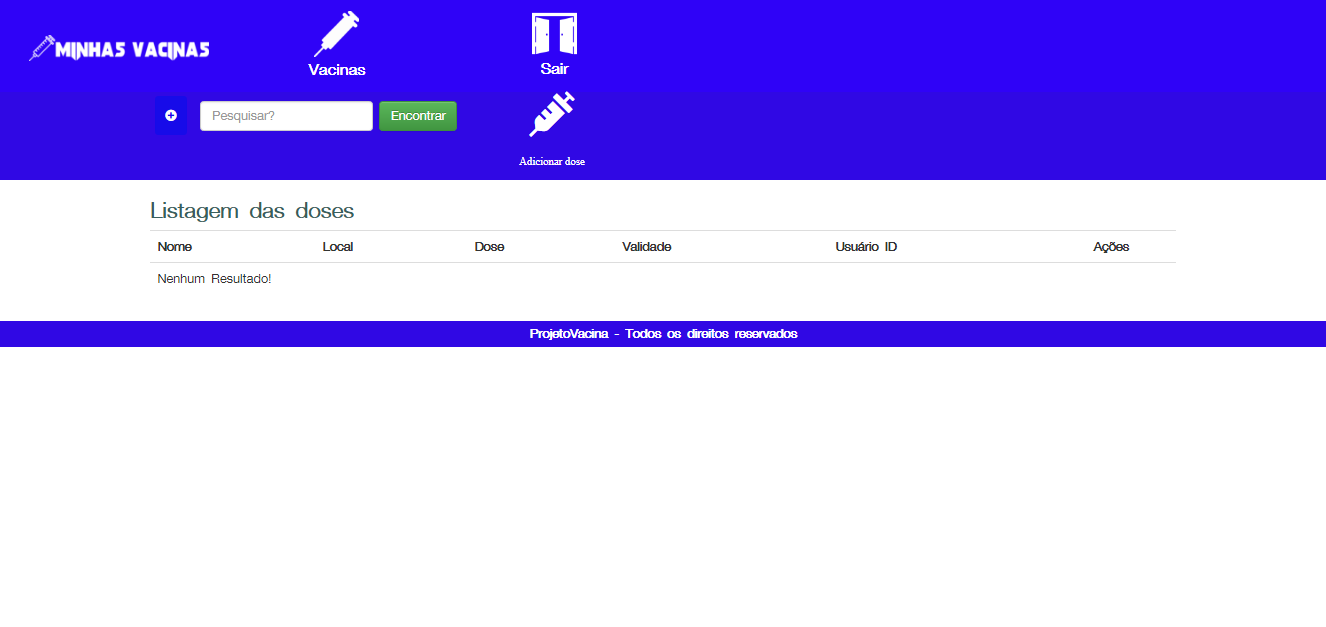 MINHAS VACINAS
Vacinas
Sair
Pesquisar?
Encontrar
Adicionar dose
Listagem das doses
Nome Local Dose Validade Usuário ID Ações
Nenhum Resultado!
ProjetoVacina - Todos os direitos reservados